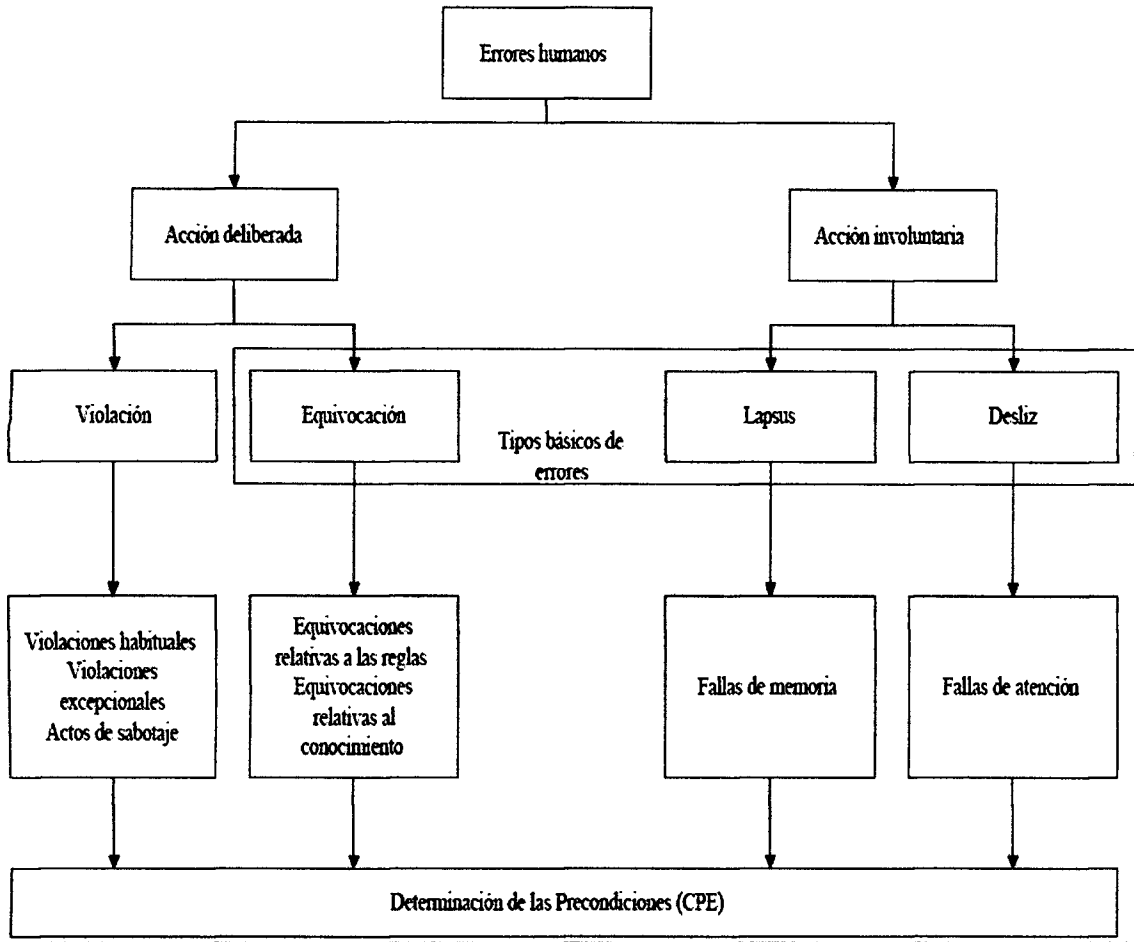 Errores humanos
Acción deliberada
Acción involuntaria
Violación
Equivocación
Lapsus
Desliz
Tipos básicos de
errores
Violaciones habituales
Violaciones
excepcionales
Actos de sabotaje
Equivocaciones
relativas a las reglas
Equivocaciones
relativas al
conocimiento
Fallas de memoria
Fallas de atención
Determinación de las Precondiciones (CPE)